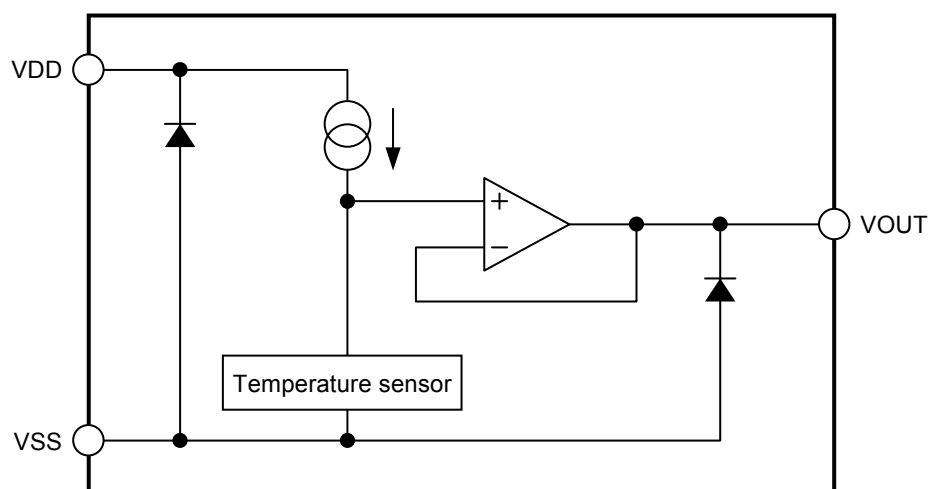 VDD
+
−
VOUT
Temperature sensor
VSS